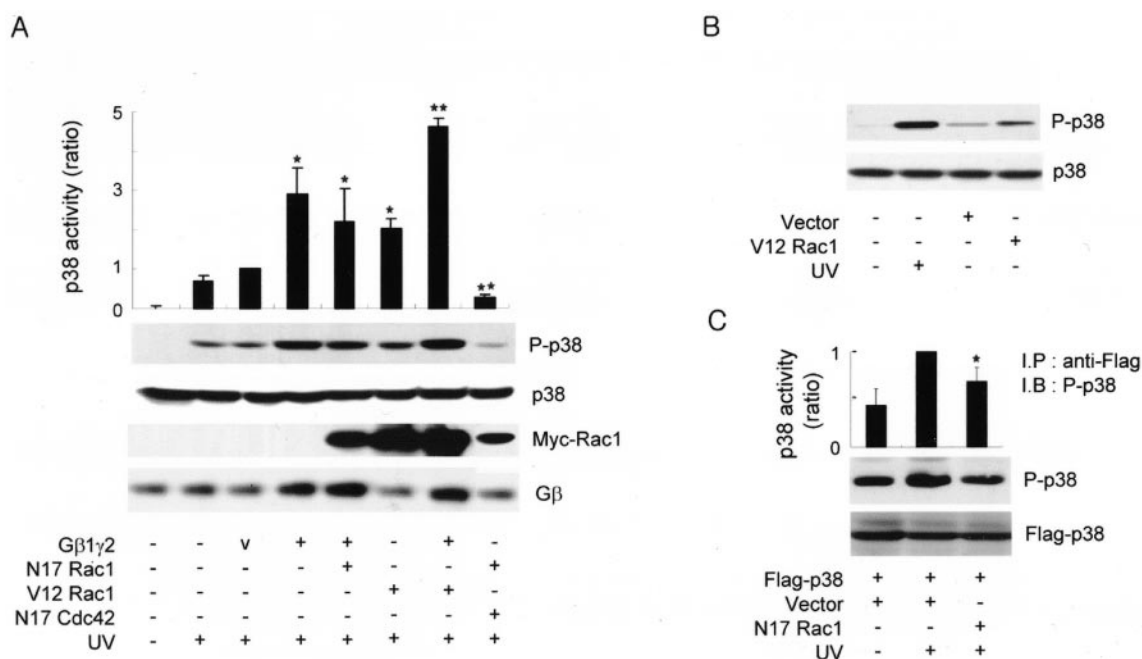 A
p38 activity (ratio)
5
3
1
0
* * * ** **
P-p38
p38
Myc-Rac1
Gβ
Gβ1γ2 - - v + + - + -
N17 Rac1 - - - - + - - +
V12 Rac1 - - - - - + + -
N17 Cdc42 - - - - - - - +
UV - + + + + + + +
B
P-p38
p38
Vector - - + -
V12 Rac1 - - - +
UV - + - -
C
p38 activity
(ratio)
1
0
*
I.P : anti-Flag
I.B : P-p38
P-p38
Flag-p38
Flag-p38 + + +
Vector + + -
N17 Rac1 - - +
UV - + +